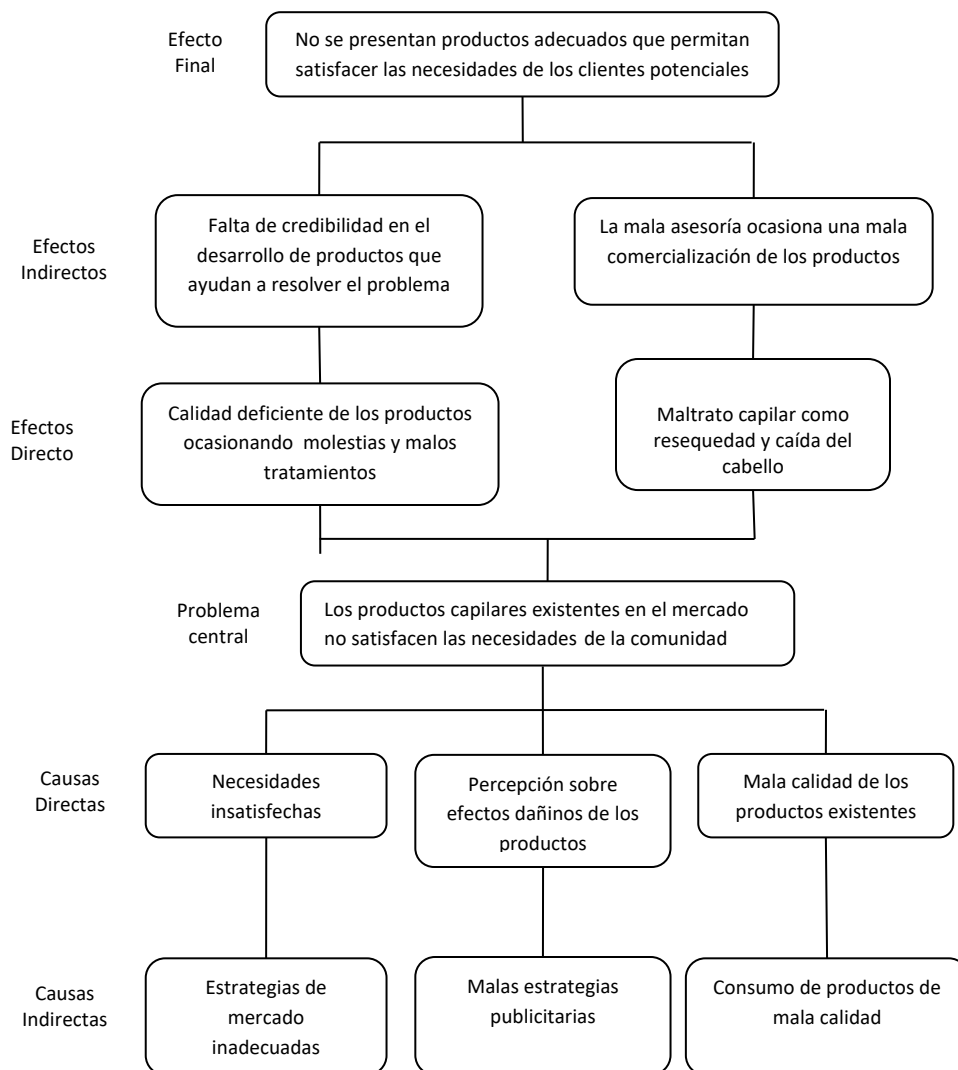 Efecto
Final
No se presentan productos adecuados que permitan
satisfacer las necesidades de los clientes potenciales
Efectos
Indirectos
Falta de credibilidad en el
desarrollo de productos que
ayudan a resolver el problema
La mala asesoría ocasiona una mala
comercialización de los productos
Efectos
Directo
Calidad deficiente de los productos
ocasionando molestias y malos
tratamientos
Maltrato capilar como
resequedad y caída del
cabello
Problema
central
Los productos capilares existentes en el mercado
no satisfacen las necesidades de la comunidad
Causas
Directas
Necesidades
insatisfechas
Percepción sobre
efectos dañinos de los
productos
Mala calidad de los
productos existentes
Causas
Indirectas
Estrategias de
mercado
inadecuadas
Malas estrategias
publicitarias
Consumo de productos de
mala calidad